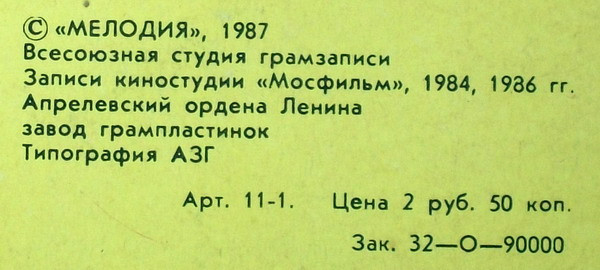 © «МЕЛОДИЯ», 1987
Всесоюзная студия грамзаписи
Записи киностудии «Мосфильм», 1984, 1986 гг.
Апрелевский ордена Ленина
завод грампластинок
Типография АЗГ
Арт. 11-1. Цена 2 руб. 50 коп.
Зак. 32—О—90000